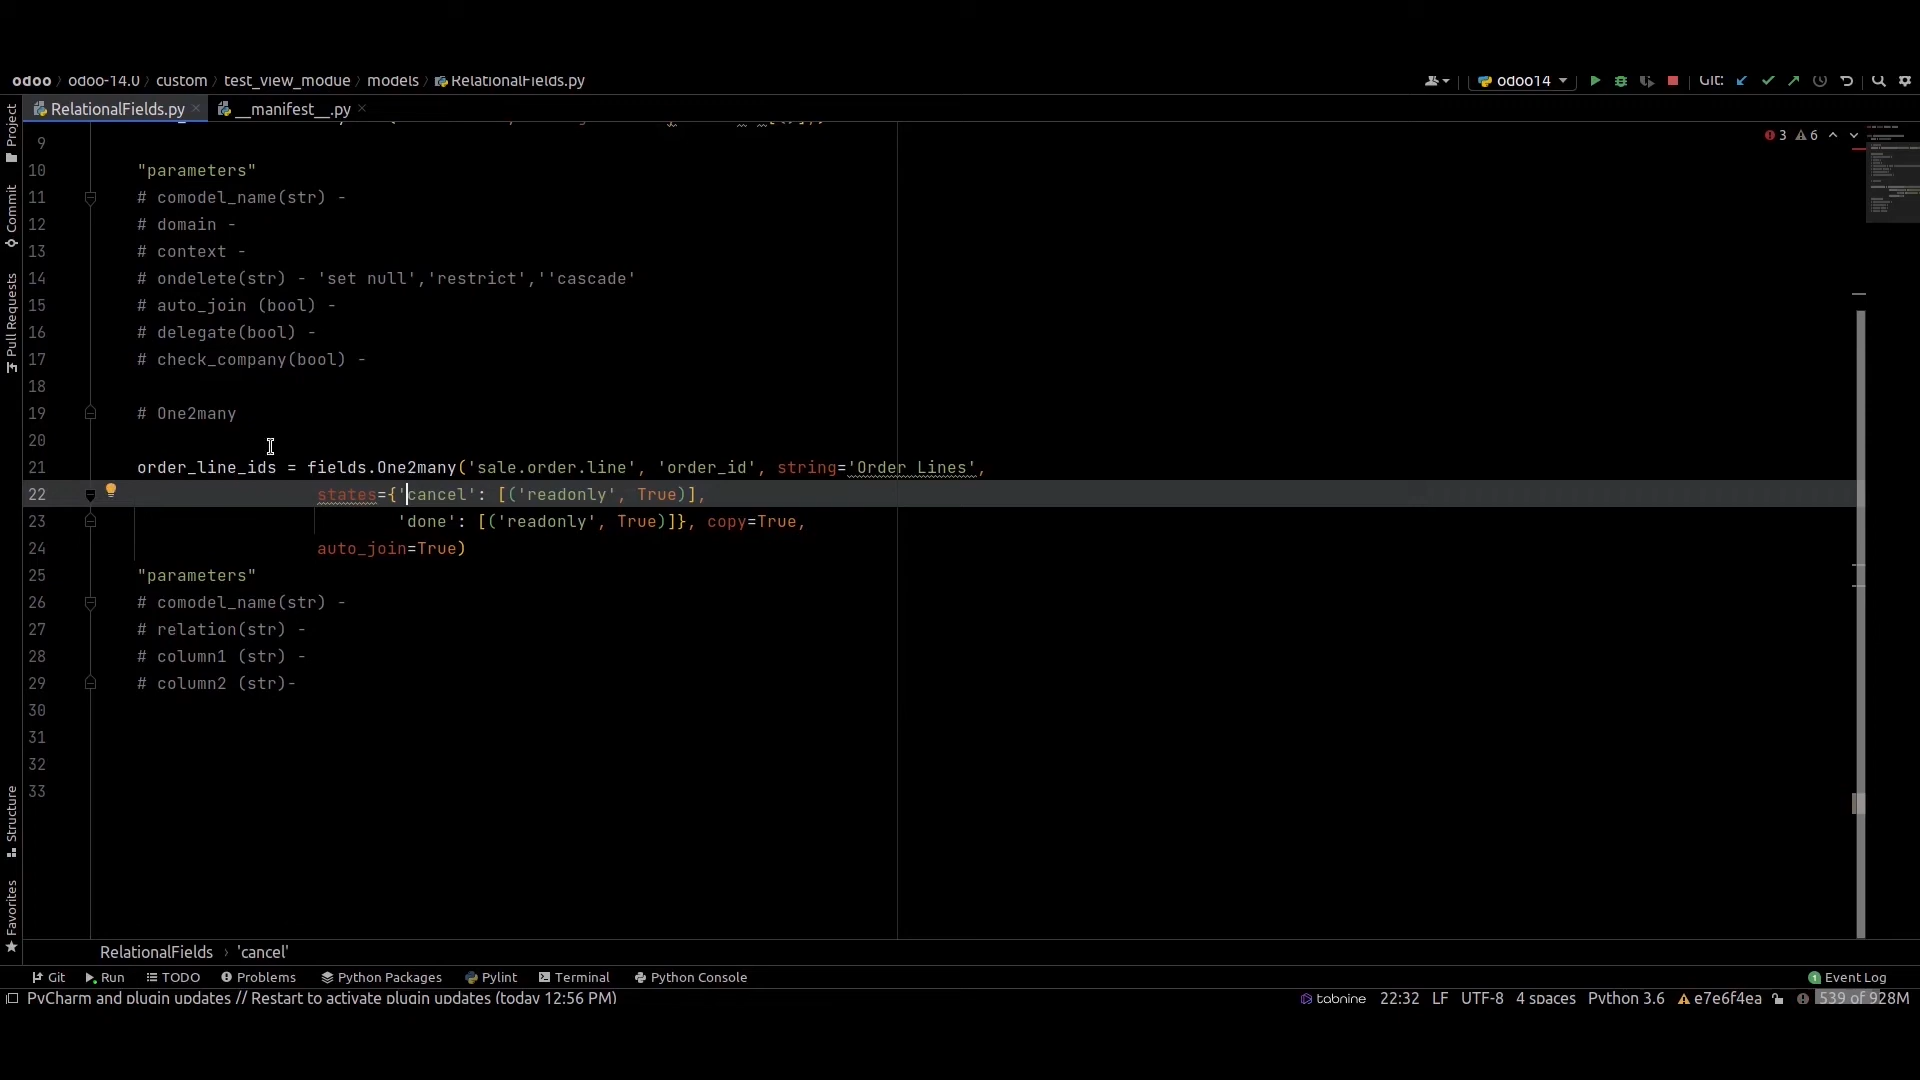 odoo › odoo-14.0 › custom › test_view_modue › models › RelationalFields.py
odoo14
Git:
RelationalFields.py
__manifest__.py
Project
Commit
Pull Requests
Structure
Favorites
3 6
9
10 "parameters"
11 # comodel_name(str) -
12 # domain -
13 # context -
14 # ondelete(str) - 'set null','restrict',''cascade'
15 # auto_join (bool) -
16 # delegate(bool) -
17 # check_company(bool) -
18
19 # One2many
20
21 order_line_ids = fields.One2many('sale.order.line', 'order_id', string='Order Lines',
22 states={'cancel': [('readonly', True)],
23 'done': [('readonly', True)]}, copy=True,
24 auto_join=True)
25 "parameters"
26 # comodel_name(str) -
27 # relation(str) -
28 # column1 (str) -
29 # column2 (str)-
30
31
32
33
RelationalFields › 'cancel'
Git Run TODO Problems Python Packages Pylint Terminal Python Console
1 Event Log
PyCharm and plugin updates // Restart to activate plugin updates (today 12:56 PM)
tabnine 22:32 LF UTF-8 4 spaces Python 3.6 e7e6f4ea 539 of 928M